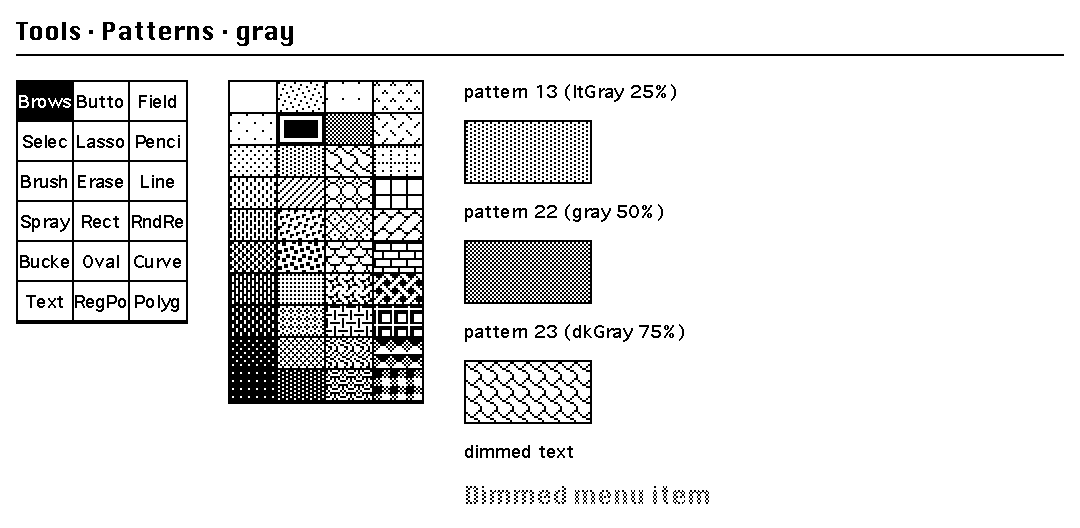 Tools · Patterns · gray
Brows Butto Field
Selec Lasso Penci
Brush Erase Line
Spray Rect RndRe
Bucke Oval Curve
Text RegPo Polyg
pattern 13 (ltGray 25%)
pattern 22 (gray 50%)
pattern 23 (dkGray 75%)
dimmed text
Dimmed menu item